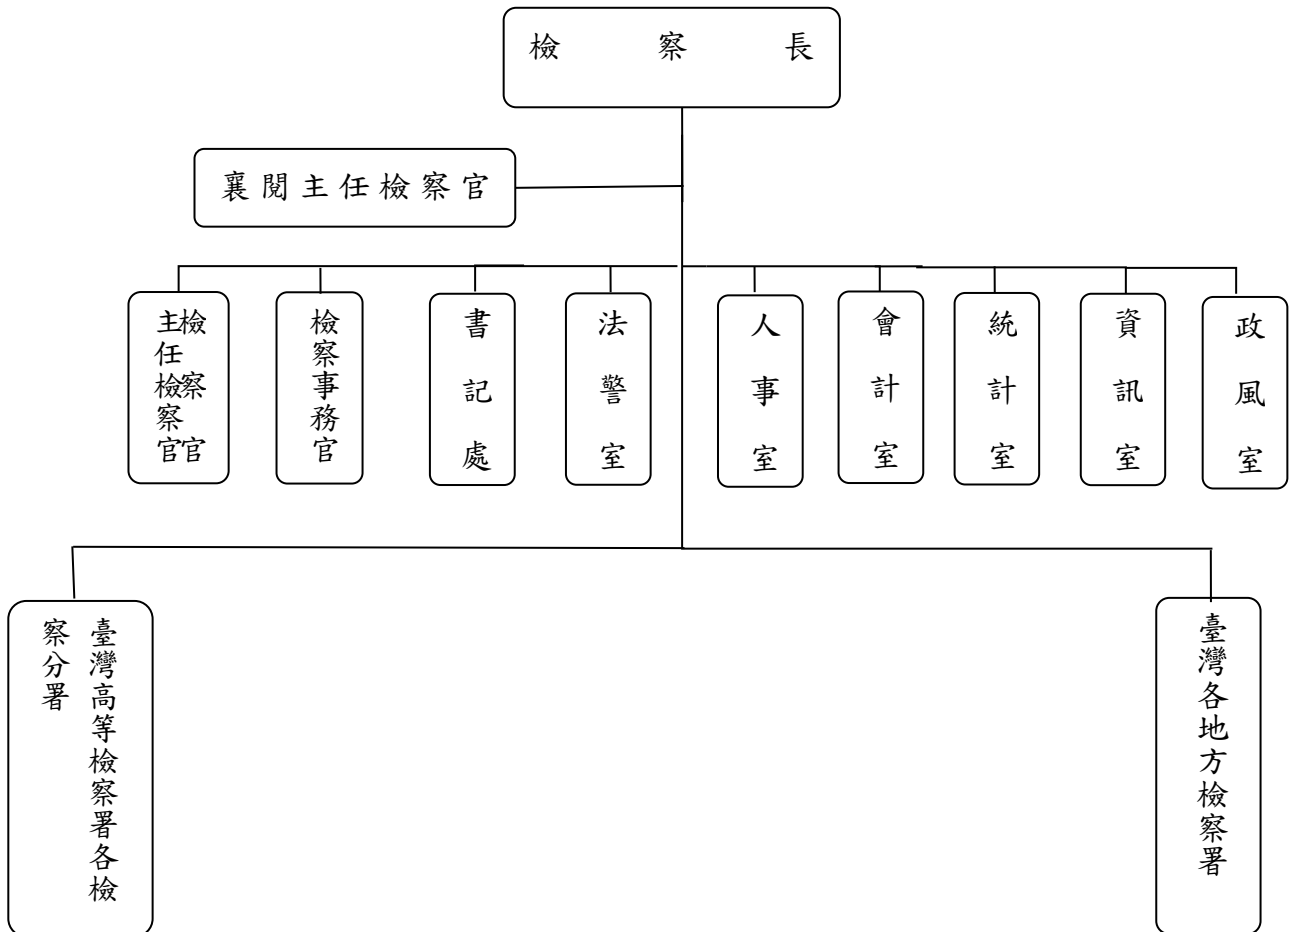 檢察長
襄閱主任檢察官
主任檢察官
檢察官
檢察事務官
書記處
法警室
人事室
會計室
統計室
資訊室
政風室
臺灣高等檢察署各檢
察分署
臺灣各地方檢察署